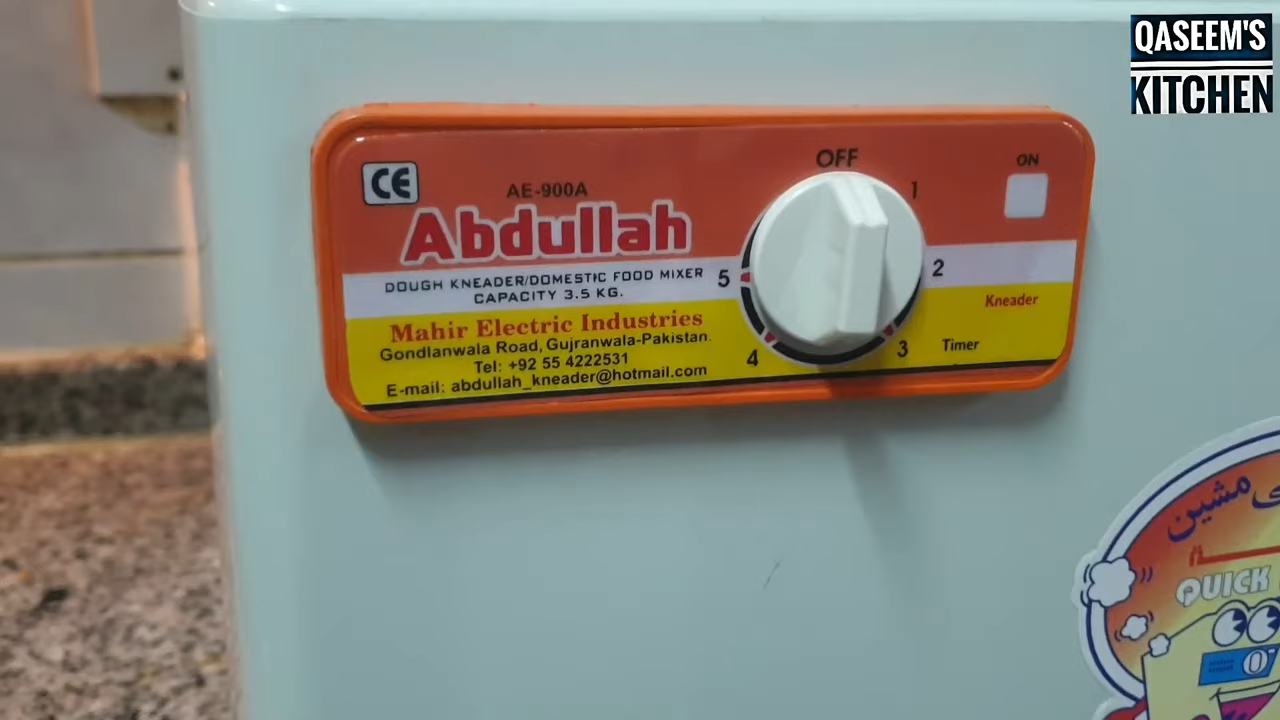 QASEEM'S
KITCHEN
CE
AE-900A
Abdullah
DOUGH KNEADER/DOMESTIC FOOD MIXER
CAPACITY 3.5 KG.
Mahir Electric Industries
Gondlanwala Road, Gujranwala-Pakistan.
Tel: +92 55 4222531
E-mail: abdullah_kneader@hotmail.com
OFF
1
2
3
4
5
ON
Kneader
Timer
مشین
QUICK